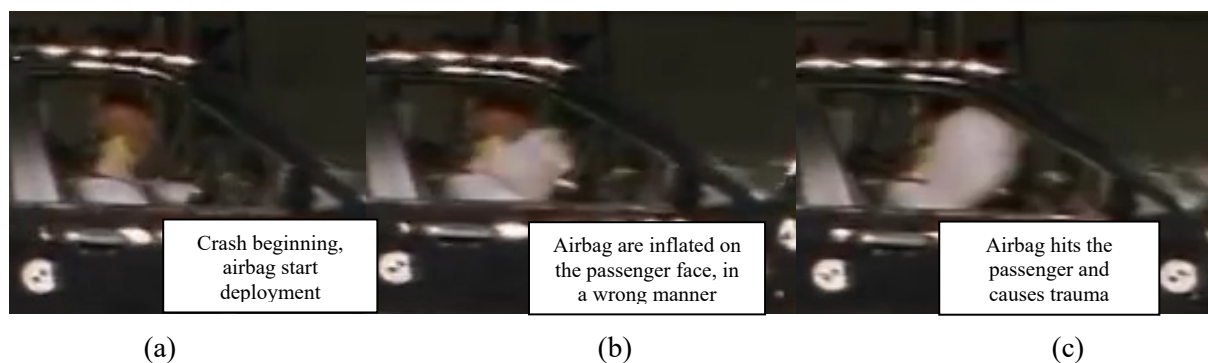 Crash beginning,
airbag start
deployment
Airbag are inflated on
the passenger face, in
a wrong manner
Airbag hits the
passenger and
causes trauma
(a)
(b)
(c)